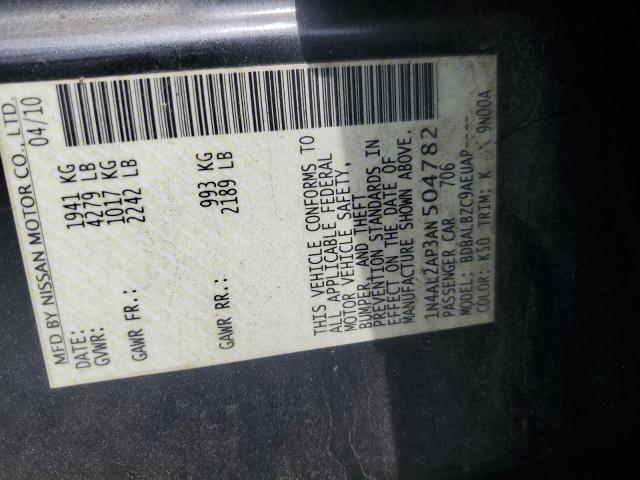 MFD BY NISSAN MOTOR CO., LTD.
DATE: 04/10
GVWR: 1941 KG
4279 LB
GAWR FR.: 1017 KG
2242 LB
GAWR RR.: 993 KG
2189 LB
THIS VEHICLE CONFORMS TO
ALL APPLICABLE FEDERAL
MOTOR VEHICLE SAFETY,
BUMPER, AND THEFT
PREVENTION STANDARDS IN
EFFECT ON THE DATE OF
MANUFACTURE SHOWN ABOVE.
1N4AL2AP3AN504782
PASSENGER CAR 706
MODEL: BDBALBZC9AEUAP-----
COLOR: K50 TRIM: K 9N00A